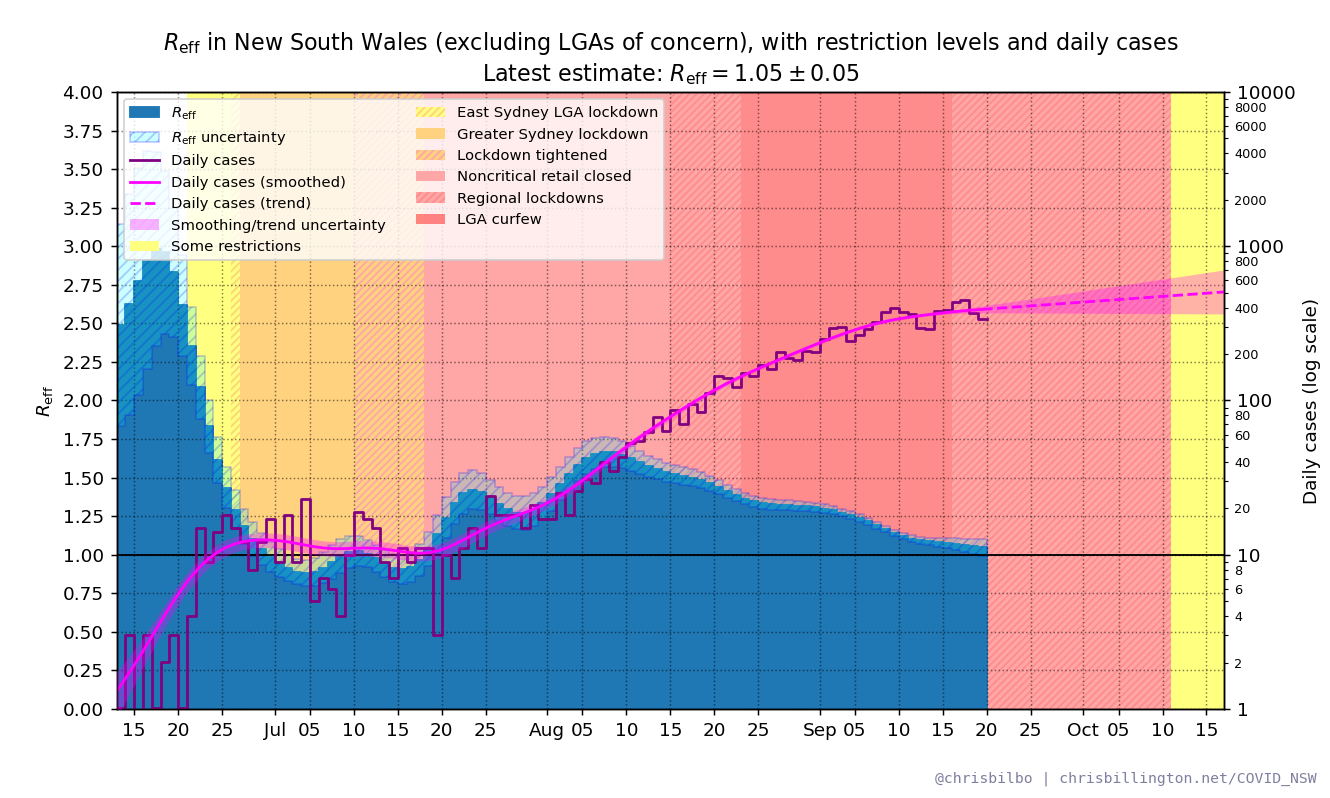 Reff in New South Wales (excluding LGAs of concern), with restriction levels and daily cases
Latest estimate: Reff = 1.05 ± 0.05
Reff
Reff uncertainty
Daily cases
Daily cases (smoothed)
Daily cases (trend)
Smoothing/trend uncertainty
Some restrictions
East Sydney LGA lockdown
Greater Sydney lockdown
Lockdown tightened
Noncritical retail closed
Regional lockdowns
LGA curfew
Reff
4.00
3.75
3.50
3.25
3.00
2.75
2.50
2.25
2.00
1.75
1.50
1.25
1.00
0.75
0.50
0.25
0.00
10000
8000
6000
4000
2000
1000
800
600
400
200
100
80
60
40
20
10
8
6
4
2
1
Daily cases (log scale)
15 20 25 Jul 05 10 15 20 25 Aug 05 10 15 20 25 Sep 05 10 15 20 25 Oct 05 10 15
@chrisbilbo | chrisbillington.net/COVID_NSW